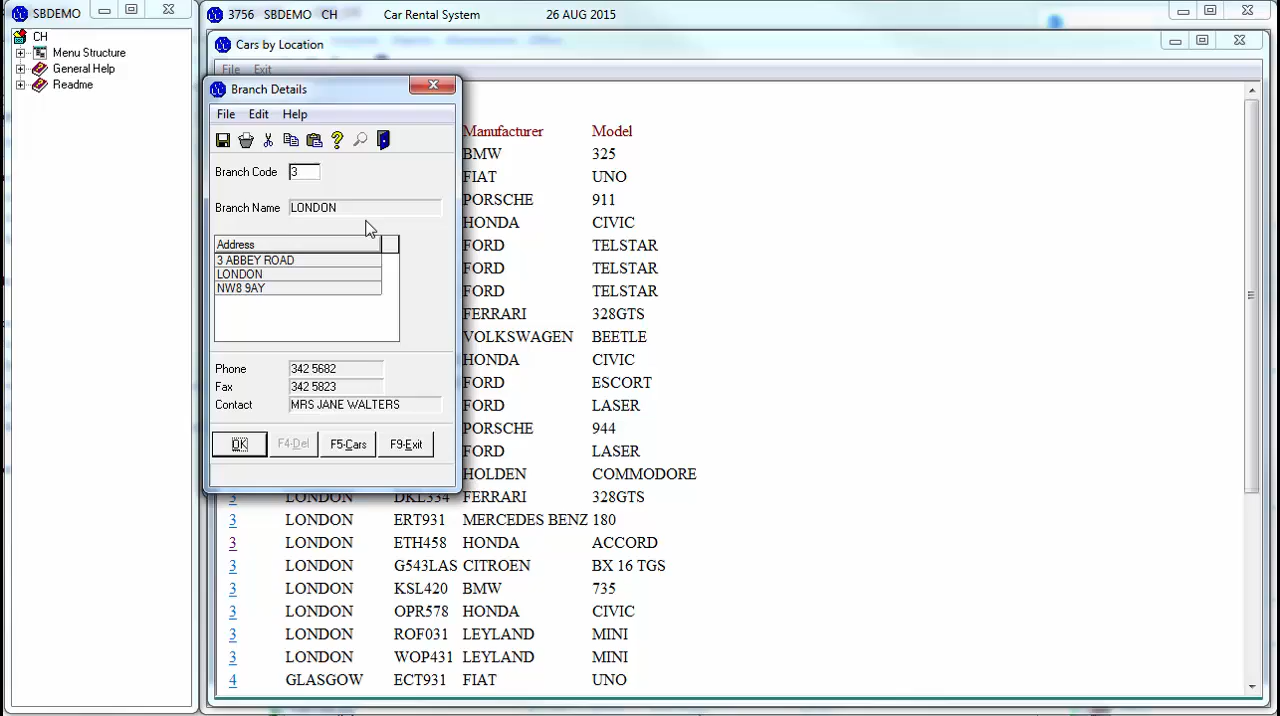 SBDEMO
CH
Menu Structure
General Help
Readme
3756 SBDEMO CH Car Rental System 26 AUG 2015
Cars by Location
File Exit
Branch Details
File Edit Help
Branch Code 3
Branch Name LONDON
Address
3 ABBEY ROAD
LONDON
NW8 9AY
Phone 342 5682
Fax 342 5823
Contact MRS JANE WALTERS
OK F4-Del F5-Cars F9-Exit
Manufacturer Model
BMW 325
FIAT UNO
PORSCHE 911
HONDA CIVIC
FORD TELSTAR
FORD TELSTAR
FORD TELSTAR
FERRARI 328GTS
VOLKSWAGEN BEETLE
HONDA CIVIC
FORD ESCORT
FORD LASER
PORSCHE 944
FORD LASER
HOLDEN COMMODORE
3 LONDON DKL334 FERRARI 328GTS
3 LONDON ERT931 MERCEDES BENZ 180
3 LONDON ETH458 HONDA ACCORD
3 LONDON G543LAS CITROEN BX 16 TGS
3 LONDON KSL420 BMW 735
3 LONDON OPR578 HONDA CIVIC
3 LONDON ROF031 LEYLAND MINI
3 LONDON WOP431 LEYLAND MINI
4 GLASGOW ECT931 FIAT UNO